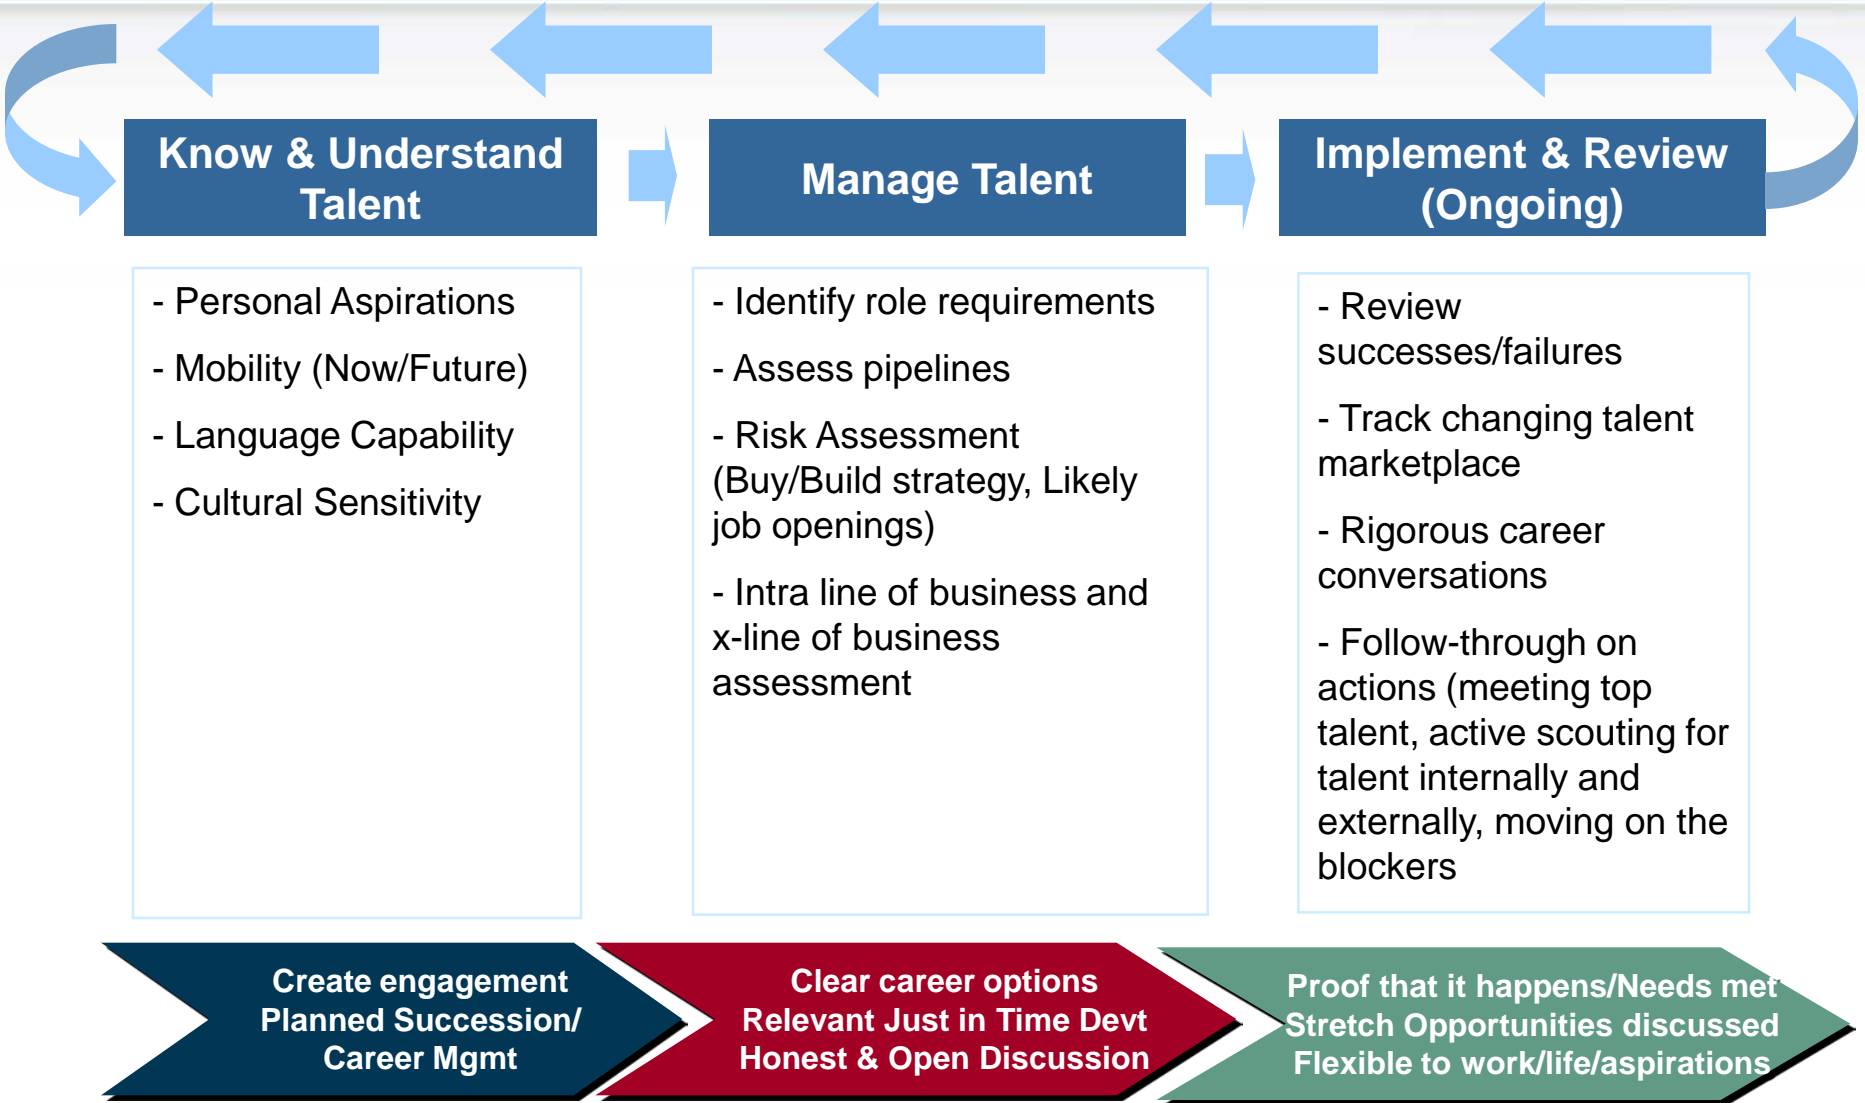 Know & Understand
Talent
Manage Talent
Implement & Review
(Ongoing)
- Personal Aspirations
- Mobility (Now/Future)
- Language Capability
- Cultural Sensitivity
- Identify role requirements
- Assess pipelines
- Risk Assessment
(Buy/Build strategy, Likely
job openings)
- Intra line of business and
x-line of business
assessment
- Review
successes/failures
- Track changing talent
marketplace
- Rigorous career
conversations
- Follow-through on
actions (meeting top
talent, active scouting for
talent internally and
externally, moving on the
blockers
Create engagement
Planned Succession/
Career Mgmt
Clear career options
Relevant Just in Time Devt
Honest & Open Discussion
Proof that it happens/Needs met
Stretch Opportunities discussed
Flexible to work/life/aspirations